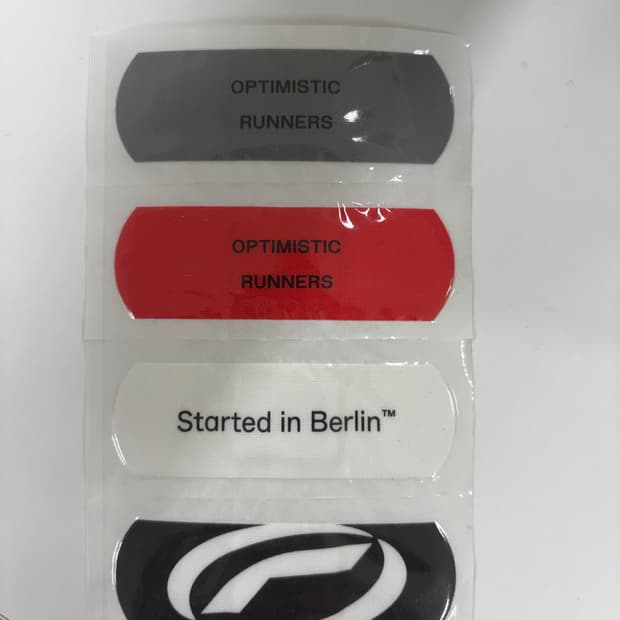 OPTIMISTIC
RUNNERS
OPTIMISTIC
RUNNERS
Started in Berlin™